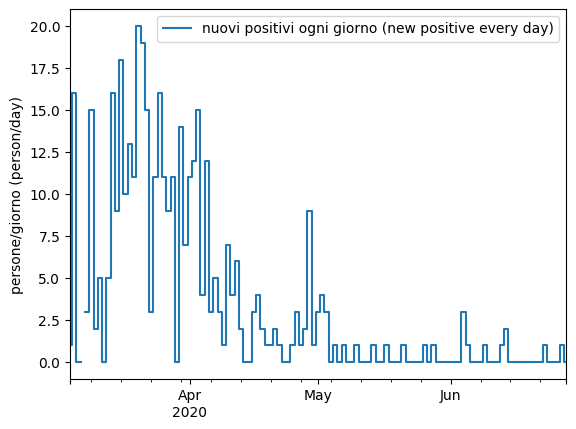 nuovi positivi ogni giorno (new positive every day)
persone/giorno (person/day)
20.0
17.5
15.0
12.5
10.0
7.5
5.0
2.5
0.0
Apr
2020
May
Jun